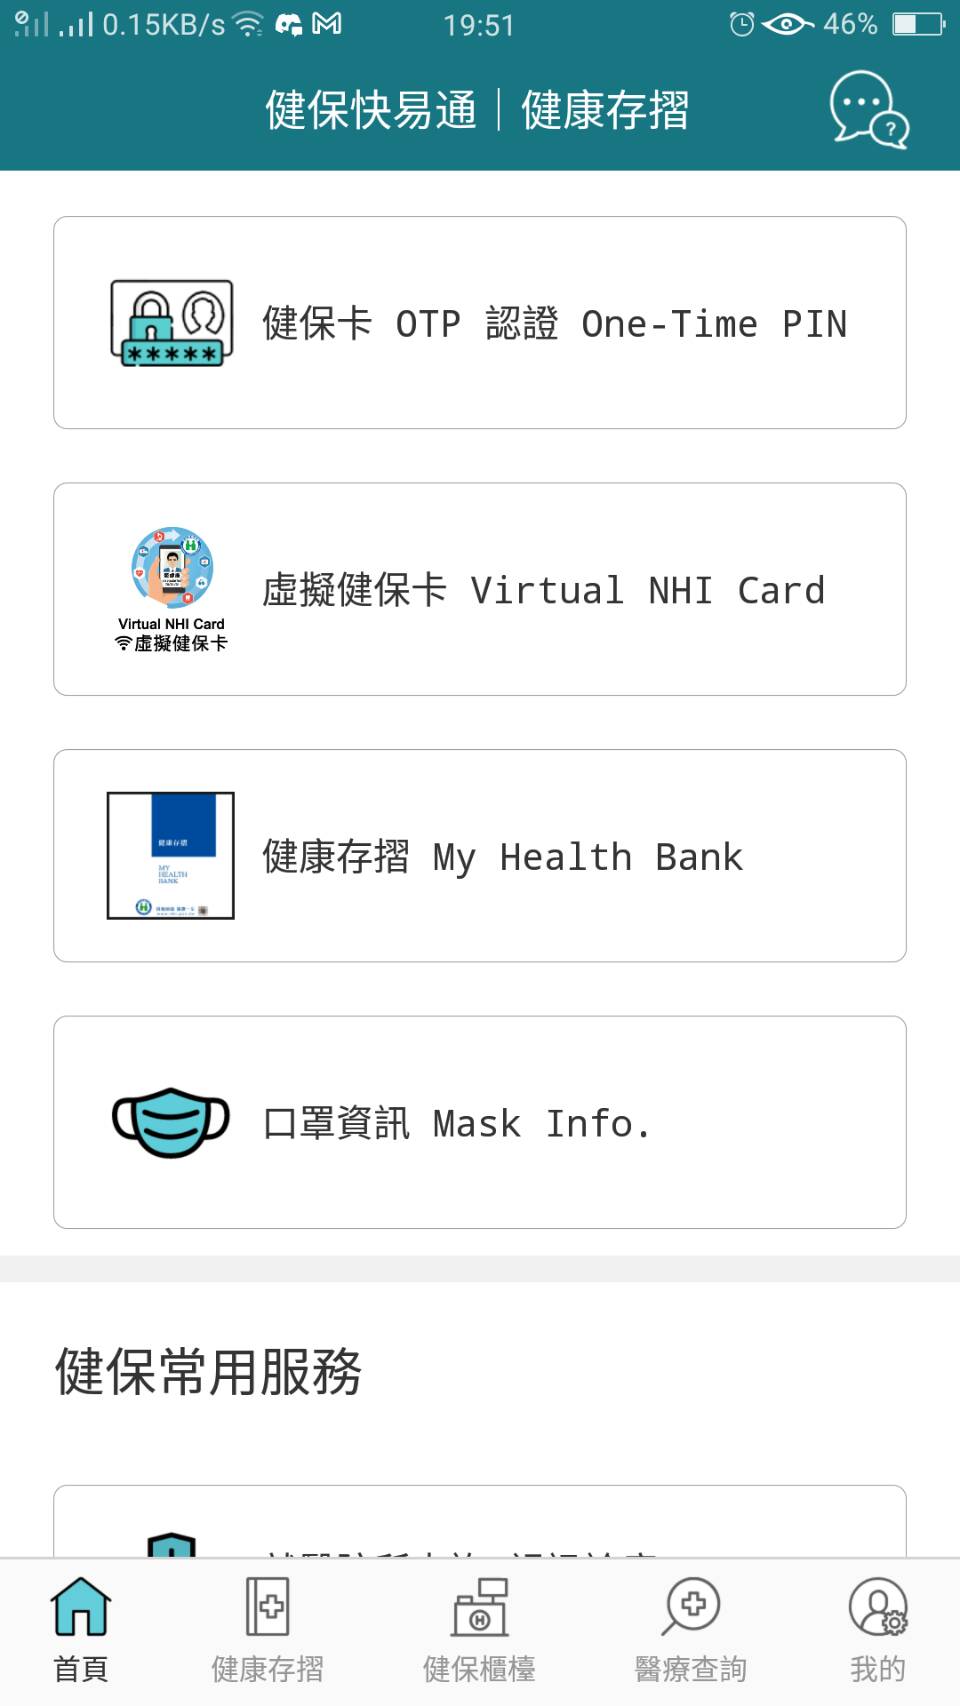 0.15KB/s 19:51 46%
健保快易通｜健康存摺
健保卡 OTP 認證 One-Time PIN
*****
虛擬健保卡 Virtual NHI Card
Virtual NHI Card
虛擬健保卡
健康存摺 My Health Bank
健康存摺
MY
HEALTH
BANK
口罩資訊 Mask Info.
健保常用服務
首頁 健康存摺 健保櫃檯 醫療查詢 我的